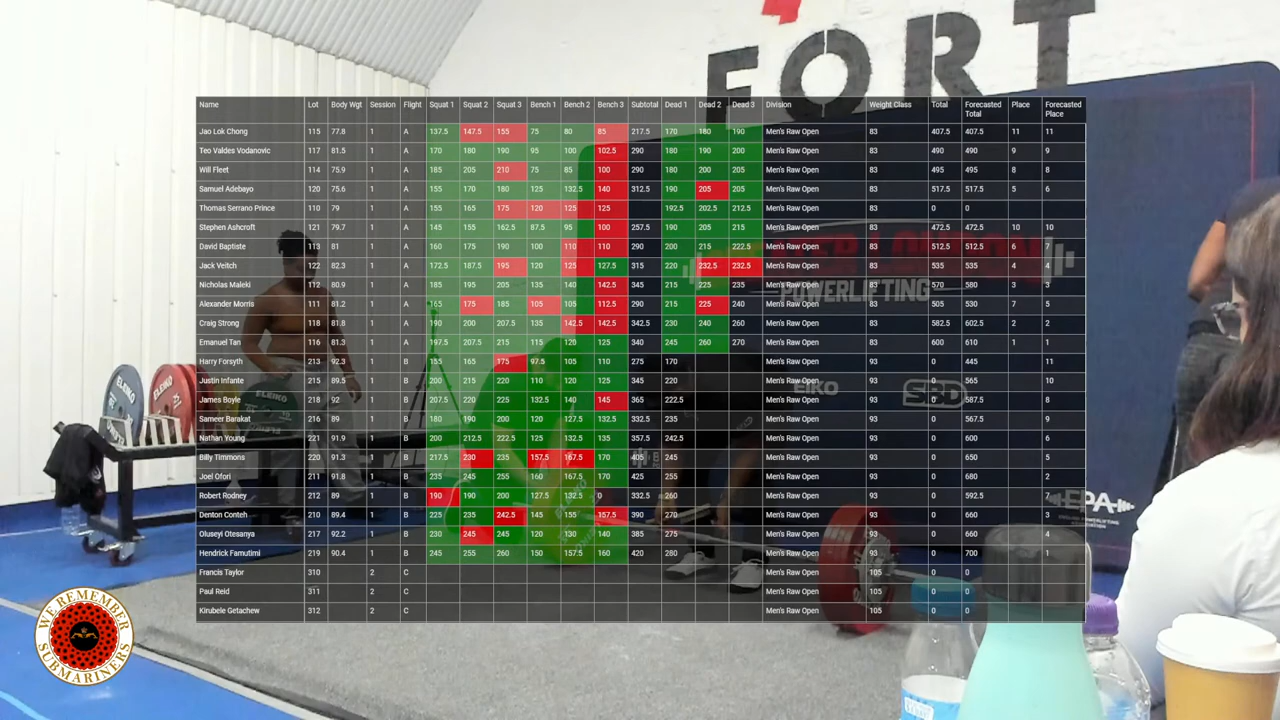 FORT
Name Lot Body Wgt Session Flight Squat 1 Squat 2 Squat 3 Bench 1 Bench 2 Bench 3 Subtotal Dead 1 Dead 2 Dead 3 Division Weight Class Total Forecasted Total Place Forecasted Place
Jao Lok Chong 115 77.8 1 A 137.5 147.5 155 75 80 85 217.5 170 180 190 Men's Raw Open 83 407.5 407.5 11 11
Teo Valdes Vodanovic 117 81.5 1 A 170 180 190 95 100 102.5 290 180 190 200 Men's Raw Open 83 490 490 9 9
Will Fleet 114 75.9 1 A 185 205 210 75 85 100 290 180 200 205 Men's Raw Open 83 495 495 8 8
Samuel Adebayo 120 75.6 1 A 155 170 180 125 132.5 140 312.5 190 205 205 Men's Raw Open 83 517.5 517.5 5 6
Thomas Serrano Prince 110 79 1 A 155 165 175 120 125 125 192.5 202.5 212.5 Men's Raw Open 83 0 0
Stephen Ashcroft 121 79.7 1 A 145 155 162.5 87.5 95 100 257.5 190 205 215 Men's Raw Open 83 472.5 472.5 10 10
David Baptiste 113 81 1 A 160 175 190 100 110 110 290 200 215 222.5 Men's Raw Open 83 512.5 512.5 6 7
Jack Veitch 122 82.3 1 A 172.5 187.5 195 120 125 127.5 315 220 232.5 232.5 Men's Raw Open 83 535 535 4 4
Nicholas Maleki 112 80.9 1 A 185 195 205 135 140 142.5 345 215 225 235 Men's Raw Open 83 570 580 3 3
Alexander Morris 111 81.2 1 A 165 175 185 105 105 112.5 290 215 225 240 Men's Raw Open 83 505 530 7 5
Craig Strong 118 81.8 1 A 190 200 207.5 135 142.5 142.5 342.5 230 240 260 Men's Raw Open 83 582.5 602.5 2 2
Emanuel Tan 116 81.3 1 A 197.5 207.5 215 115 120 125 340 245 260 270 Men's Raw Open 83 600 610 1 1
Harry Forsyth 213 92.3 1 B 155 165 175 97.5 105 110 275 170 Men's Raw Open 93 0 445 11
Justin Infante 215 89.5 1 B 200 215 220 110 120 125 345 220 Men's Raw Open 93 0 565 10
James Boyle 218 92 1 B 207.5 220 225 132.5 140 145 365 222.5 Men's Raw Open 93 0 587.5 8
Sameer Barakat 216 89 1 B 180 190 200 120 127.5 132.5 332.5 235 Men's Raw Open 93 0 567.5 9
Nathan Young 221 91.9 1 B 200 212.5 222.5 125 132.5 135 357.5 242.5 Men's Raw Open 93 0 600 6
Billy Timmons 220 91.3 1 B 217.5 230 235 157.5 167.5 170 405 245 Men's Raw Open 93 0 650 5
Joel Ofori 211 91.8 1 B 235 245 255 160 167.5 170 425 255 Men's Raw Open 93 0 680 2
Robert Rodney 212 89 1 B 190 190 200 127.5 132.5 0 332.5 260 Men's Raw Open 93 0 592.5 7
Denton Conteh 210 89.4 1 B 225 235 242.5 145 155 157.5 390 270 Men's Raw Open 93 0 660 3
Oluseyi Otesanya 217 92.2 1 B 230 245 245 120 130 140 385 275 Men's Raw Open 93 0 660 4
Hendrick Famutimi 219 90.4 1 B 245 255 260 150 157.5 160 420 280 Men's Raw Open 93 0 700 1
Francis Taylor 310 2 C Men's Raw Open 105 0 0
Paul Reid 311 2 C Men's Raw Open 105 0 0
Kirubele Getachew 312 2 C Men's Raw Open 105 0 0
POWERLIFTING
SBD
EPA
ELEIKO
WE REMEMBER
SUBMARINERS